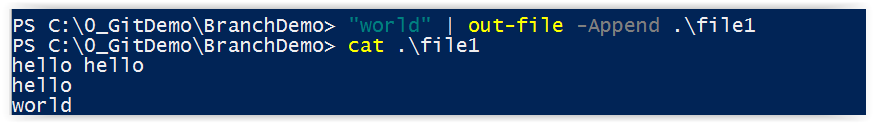 PS C:\0_GitDemo\BranchDemo> "world" | out-file -Append .\file1
PS C:\0_GitDemo\BranchDemo> cat .\file1
hello hello
hello
world